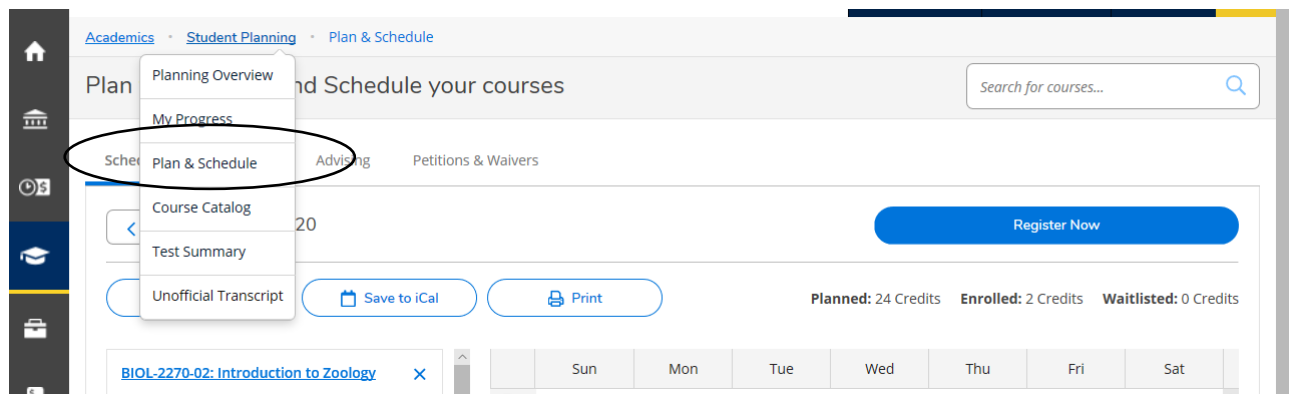 Academics · Student Planning · Plan & Schedule
Planning Overview
Plan nd Schedule your courses
Search for courses...
My Progress
Plan & Schedule
Advising
Petitions & Waivers
Course Catalog
20
Register Now
Test Summary
Unofficial Transcript
Save to iCal
Print
Planned: 24 Credits Enrolled: 2 Credits Waitlisted: 0 Credits
BIOL-2270-02: Introduction to Zoology
Sun Mon Tue Wed Thu Fri Sat